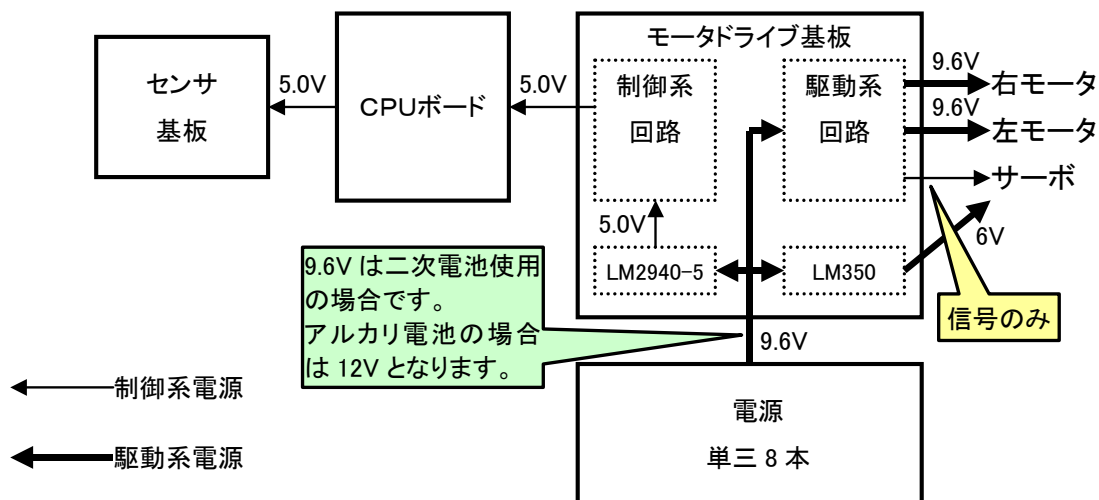 モータドライブ基板
センサ
基板
5.0V
CPUボード
5.0V
制御系
回路
駆動系
回路
9.6V
右モータ
9.6V
左モータ
サーボ
5.0V
6V
LM2940-5
LM350
信号のみ
9.6V は二次電池使用
の場合です。
アルカリ電池の場合
は 12V となります。
9.6V
制御系電源
駆動系電源
電源
単三 8 本